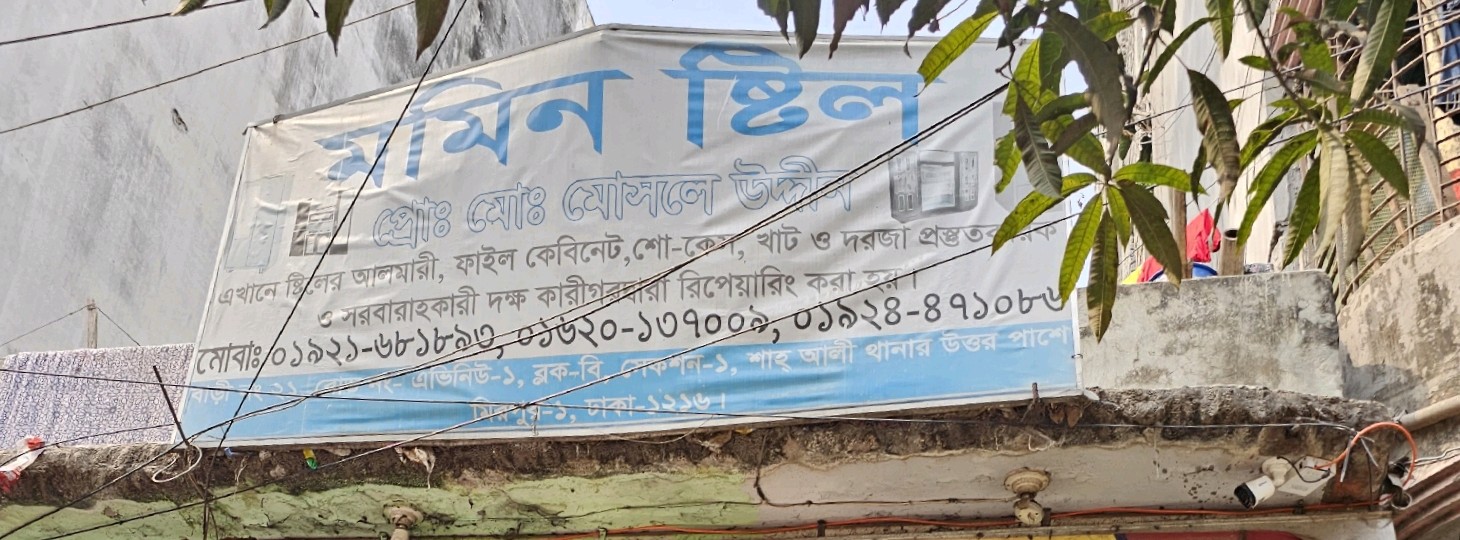 মমিন ষ্টিল
প্রোঃ মোঃ মোসলে উদ্দীন
এখানে ষ্টিলের আলমারী, ফাইল কেবিনেট,শো-কেস, খাট ও দরজা প্রস্তুতকারক
ও সরবারাহকারী দক্ষ কারীগরদ্বারা রিপেয়ারিং করা হয়।
মোবাঃ ০১৯২১-৬৮১৮৯৩, ০১৬২০-১৩৭০০৯, ০১৯২৪-৪৭১০৮৬
এভিনিউ-১, ব্লক-বি, সেকশন-১, শাহ্ আলী থানার উত্তর পাশে
মিরপুর-১, ঢাকা-১২১৬।